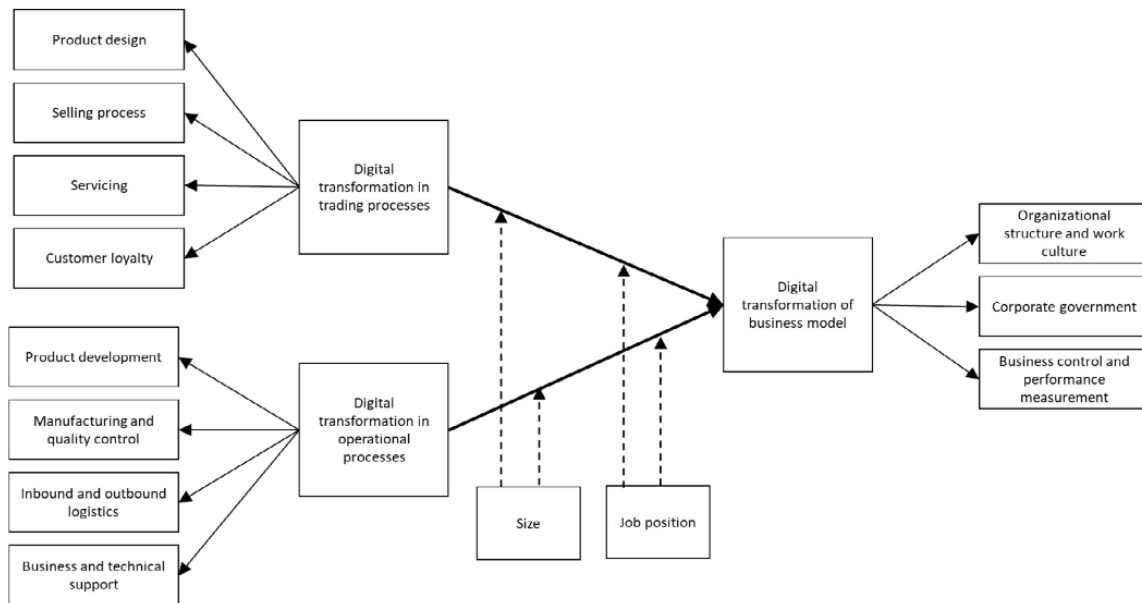 Product design
Selling process
Servicing
Customer loyalty
Digital
transformation in
trading processes
Product development
Manufacturing and
quality control
Inbound and outbound
logistics
Business and technical
support
Digital
transformation in
operational
processes
Size
Job position
Digital
transformation of
business model
Organizational
structure and work
culture
Corporate government
Business control and
performance
measurement